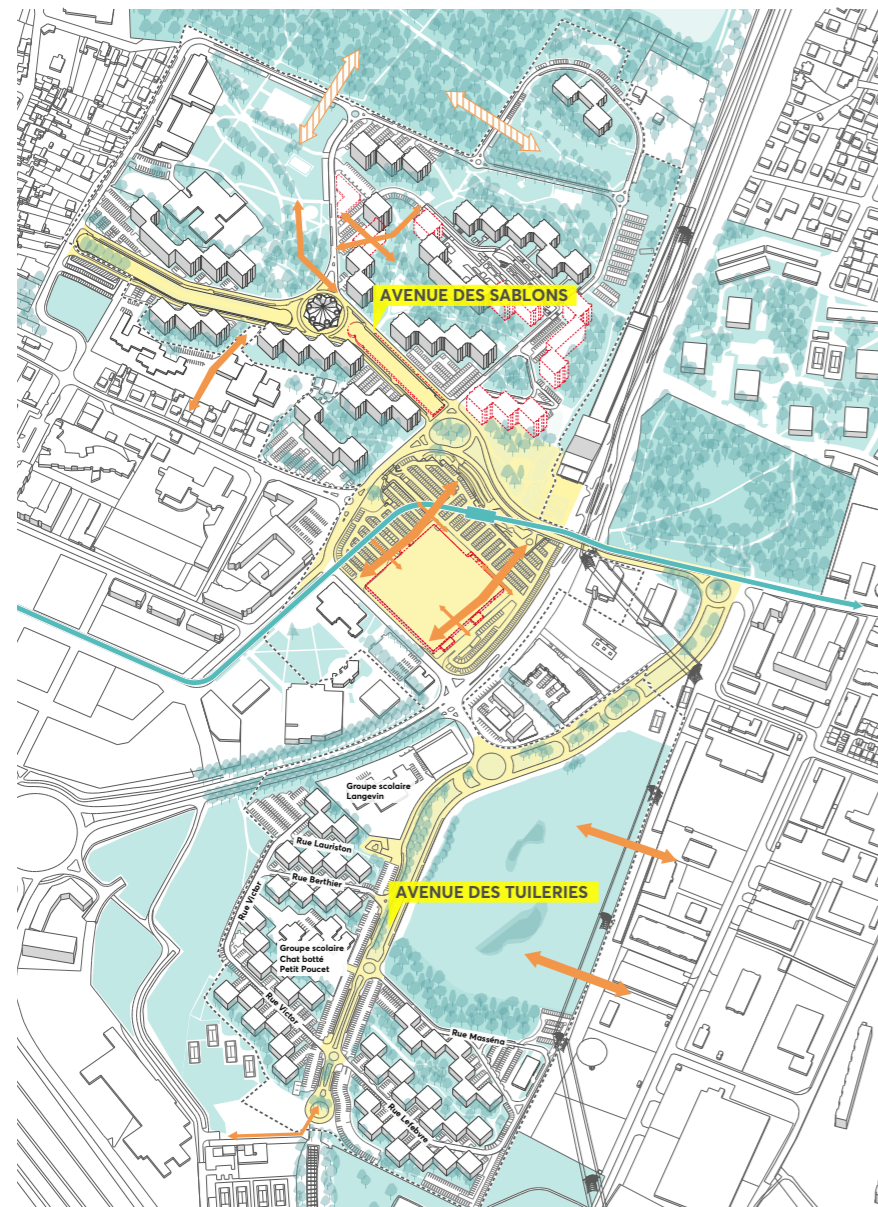 AVENUE DES SABLONS
Groupe scolaire
Langevin
Rue Lauriston
Rue Berthier
Rue Victor
AVENUE DES TUILERIES
Groupe scolaire
Chat botté
Petit Poucet
Rue Victor
Rue Masséna
Rue Lefebvre